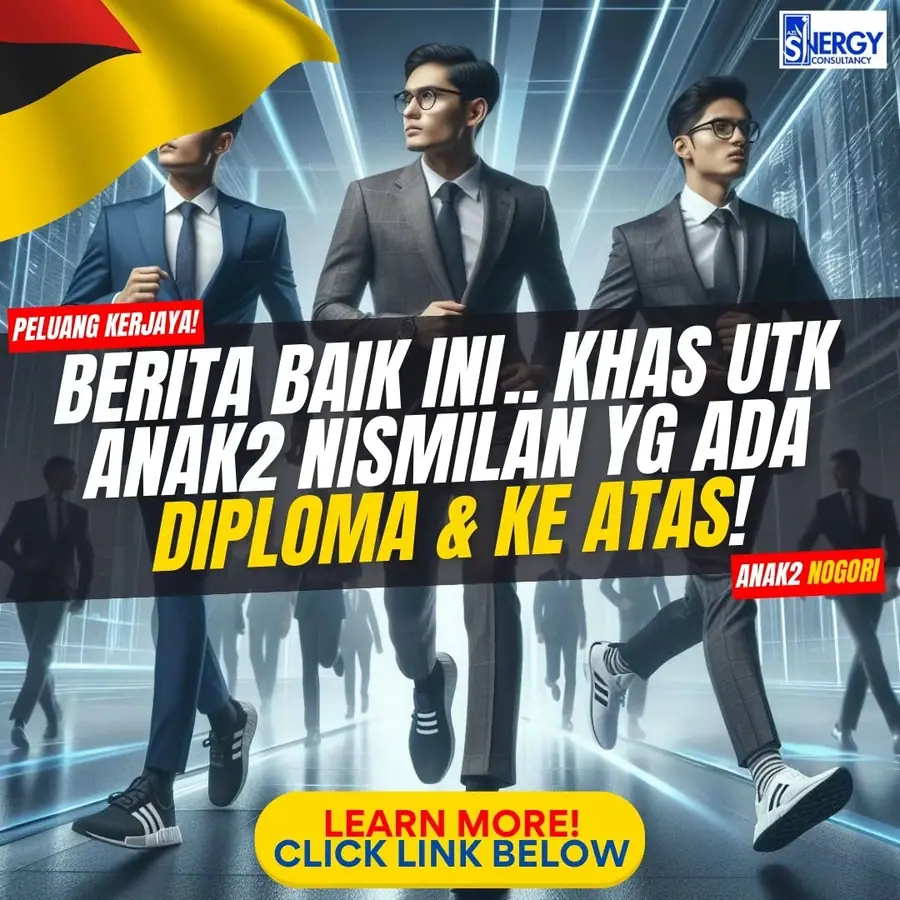 AZI
SNERGY
CONSULTANCY
PELUANG KERJAYA!
BERITA BAIK INI.. KHAS UTK
ANAK2 NISMILAN YG ADA
DIPLOMA & KE ATAS!
ANAK2 NOGORI
LEARN MORE!
CLICK LINK BELOW